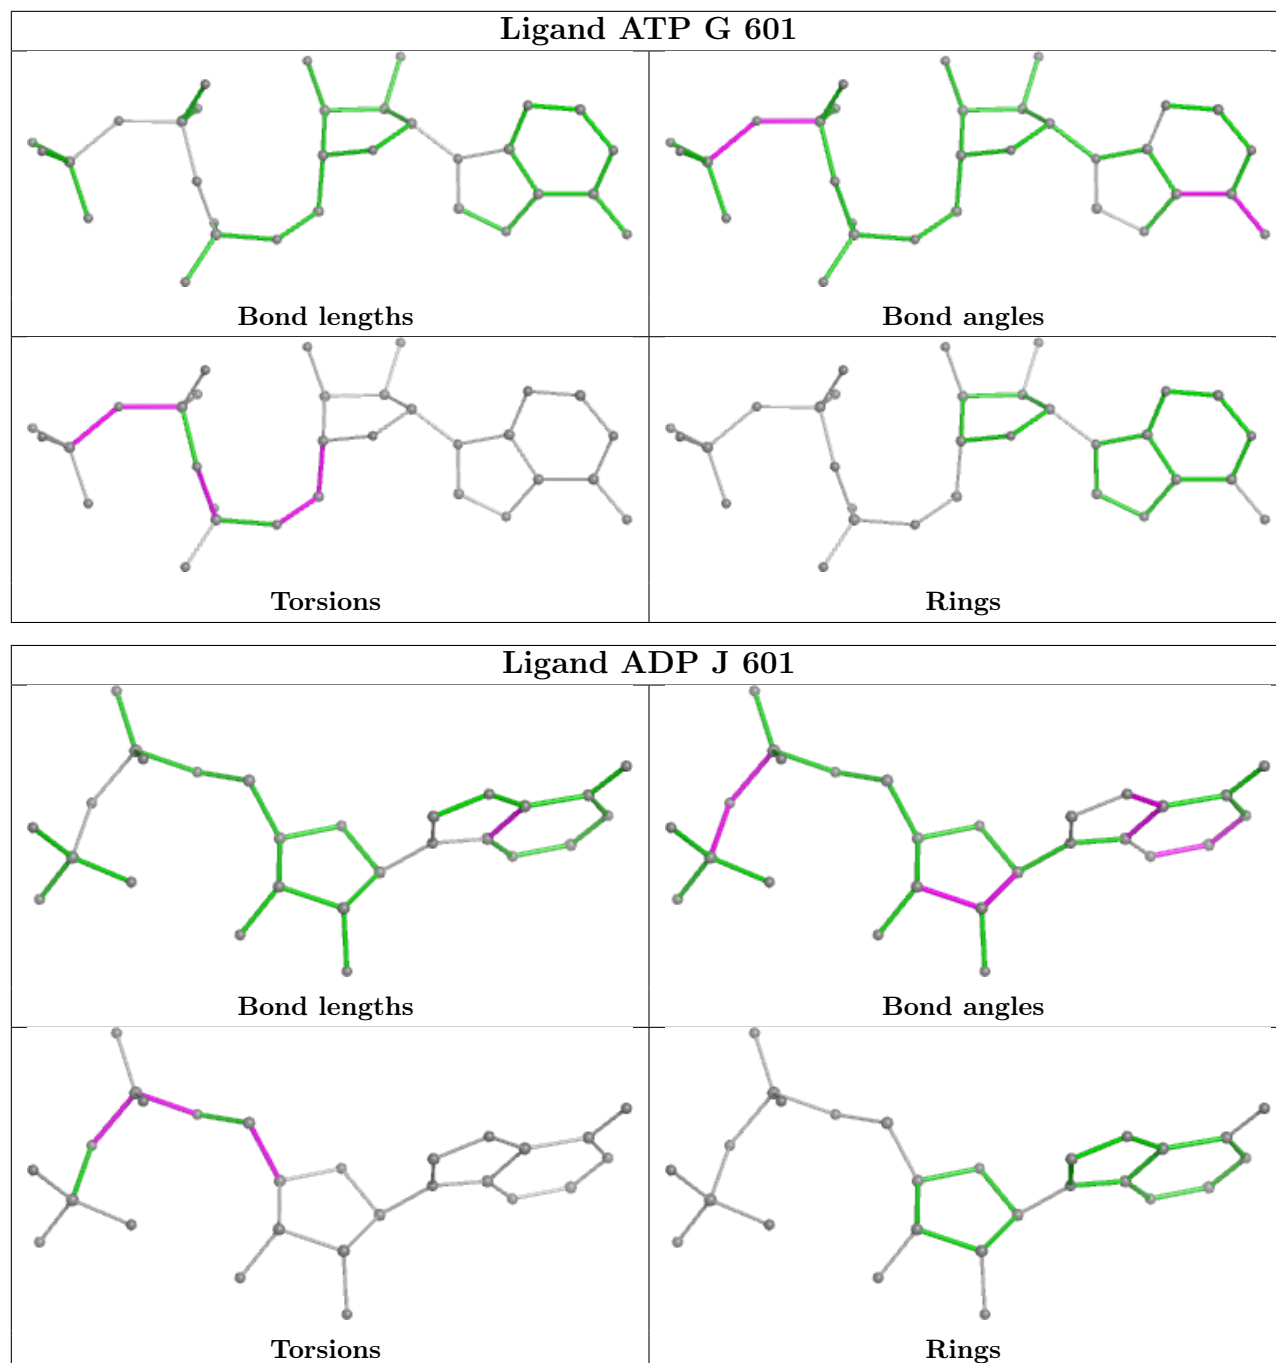 Ligand ATP G 601
Bond lengths
Bond angles
Torsions
Rings
Ligand ADP J 601
Bond lengths
Bond angles
Torsions
Rings